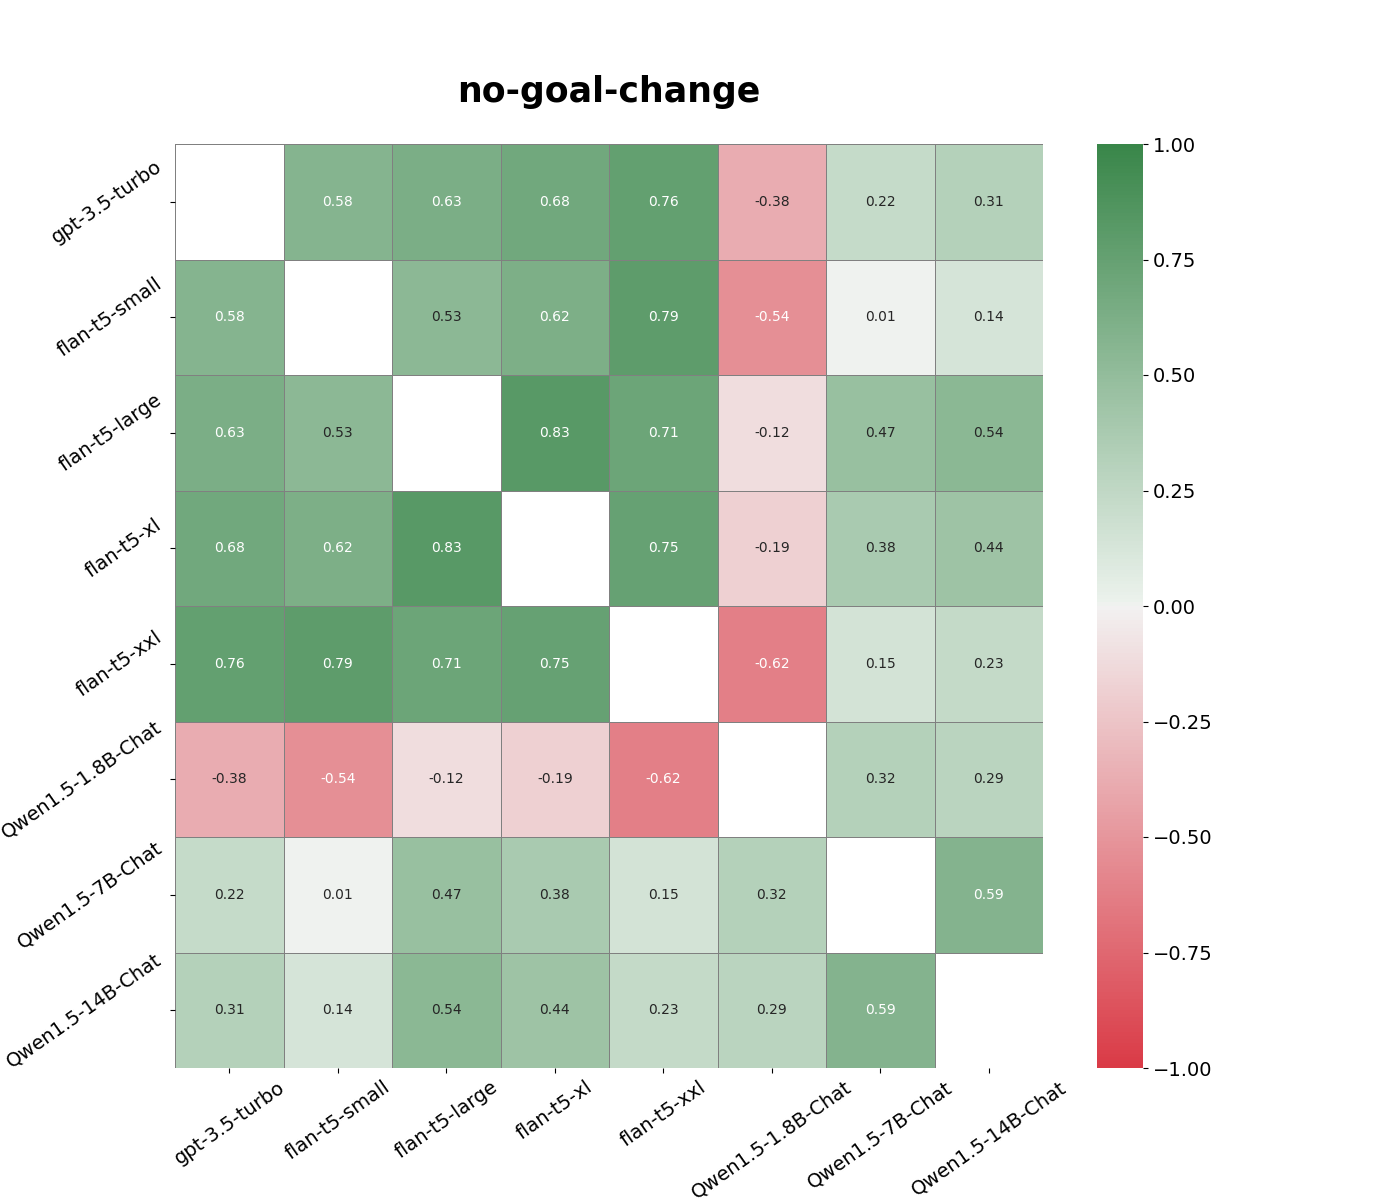 no-goal-change
1.00
gpt-3.5-turbo
0.58 0.63 0.68 0.76 -0.38 0.22 0.31
0.75
flan-t5-small
0.58 0.53 0.62 0.79 -0.54 0.01 0.14
0.50
flan-t5-large
0.63 0.53 0.83 0.71 -0.12 0.47 0.54
0.25
flan-t5-xl
0.68 0.62 0.83 0.75 -0.19 0.38 0.44
0.00
flan-t5-xxl
0.76 0.79 0.71 0.75 -0.62 0.15 0.23
−0.25
Qwen1.5-1.8B-Chat
-0.38 -0.54 -0.12 -0.19 -0.62 0.32 0.29
−0.50
Qwen1.5-7B-Chat
0.22 0.01 0.47 0.38 0.15 0.32 0.59
−0.75
Qwen1.5-14B-Chat
0.31 0.14 0.54 0.44 0.23 0.29 0.59
−1.00
gpt-3.5-turbo
flan-t5-small
flan-t5-large
flan-t5-xl
flan-t5-xxl
Qwen1.5-1.8B-Chat
Qwen1.5-7B-Chat
Qwen1.5-14B-Chat